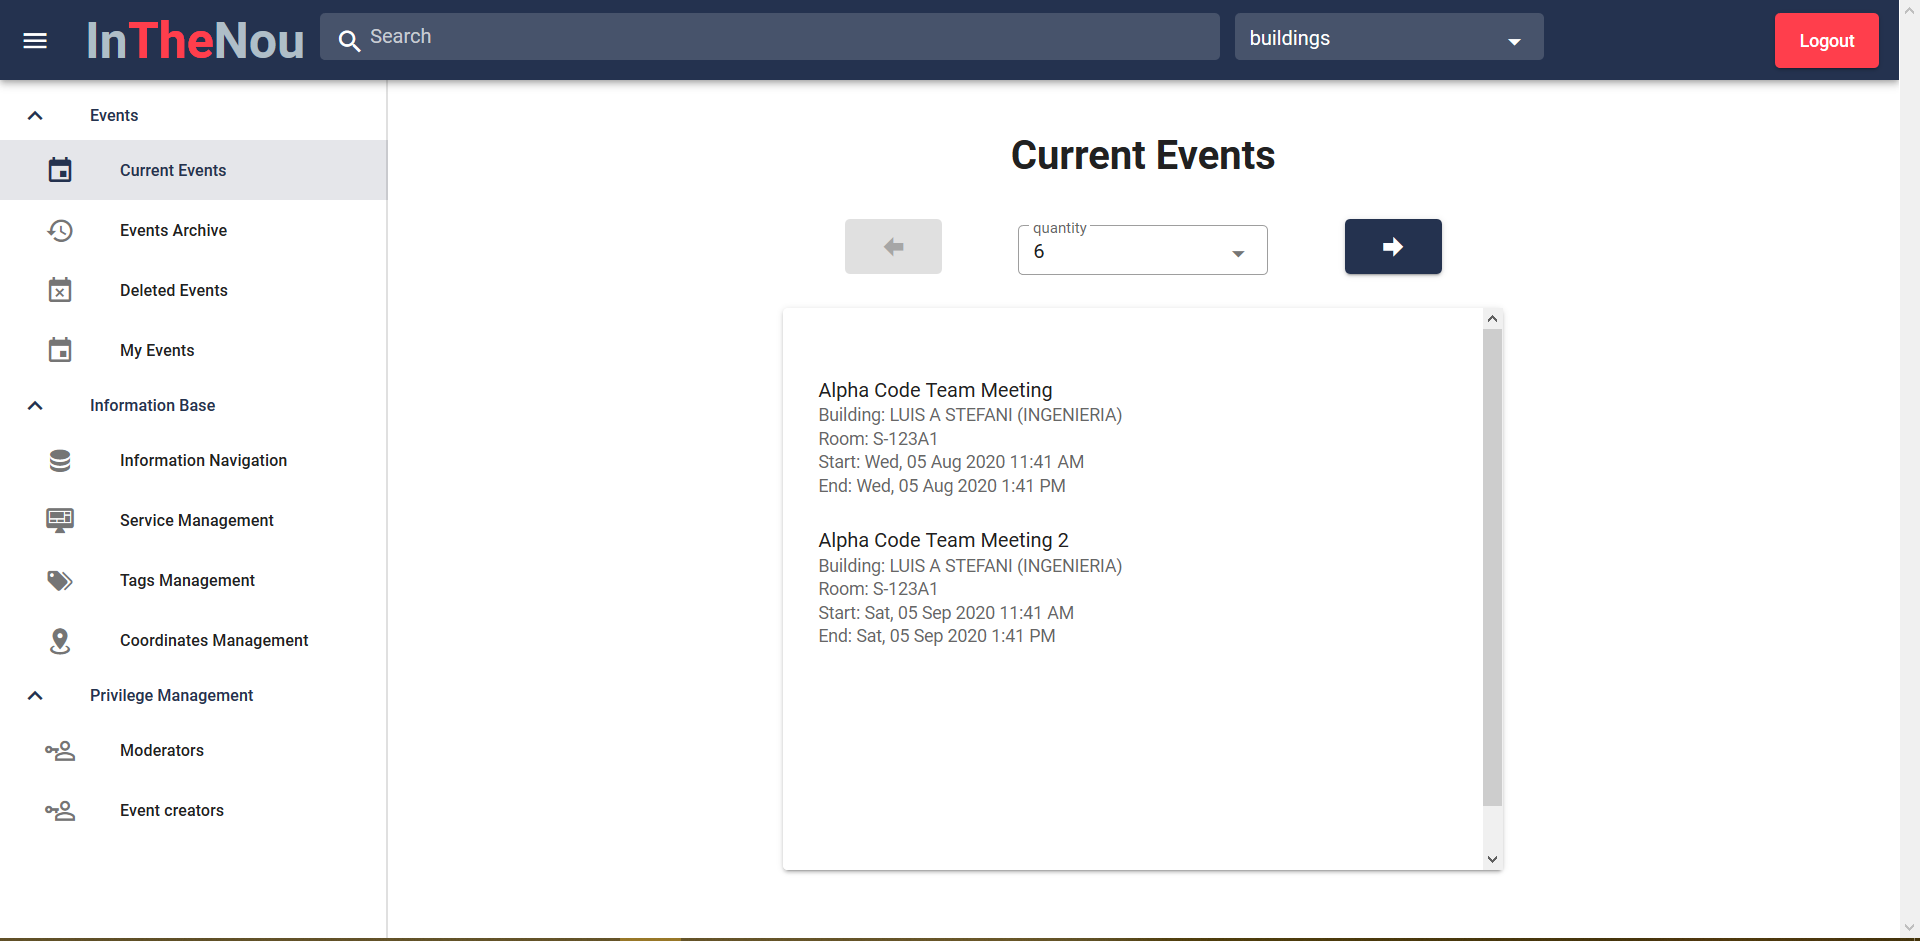 InTheNou
Search
buildings
Logout
Events
Current Events
Events Archive
Deleted Events
My Events
Information Base
Information Navigation
Service Management
Tags Management
Coordinates Management
Privilege Management
Moderators
Event creators
Current Events
quantity
6
Alpha Code Team Meeting
Building: LUIS A STEFANI (INGENIERIA)
Room: S-123A1
Start: Wed, 05 Aug 2020 11:41 AM
End: Wed, 05 Aug 2020 1:41 PM
Alpha Code Team Meeting 2
Building: LUIS A STEFANI (INGENIERIA)
Room: S-123A1
Start: Sat, 05 Sep 2020 11:41 AM
End: Sat, 05 Sep 2020 1:41 PM